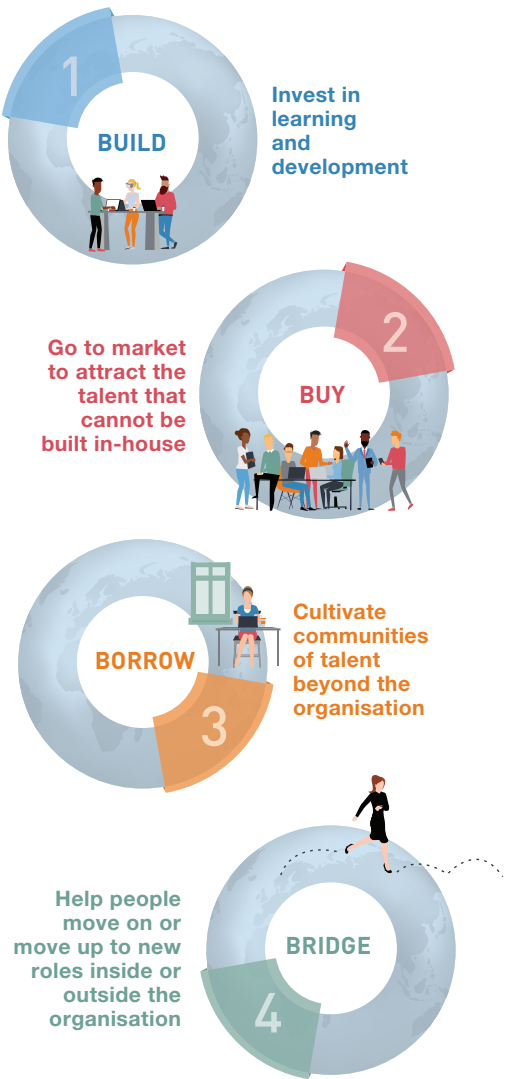 1
BUILD
Invest in
learning
and
development
2
BUY
Go to market
to attract the
talent that
cannot be
built in-house
BORROW
3
Cultivate
communities
of talent
beyond the
organisation
BRIDGE
4
Help people
move on or
move up to new
roles inside or
outside the
organisation